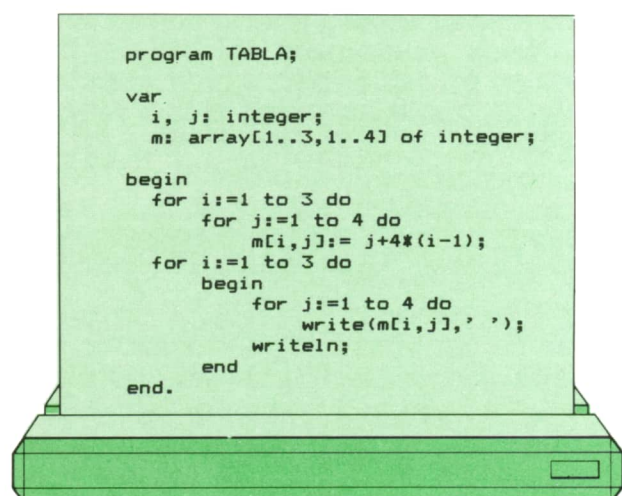 program TABLA;
var
i, j: integer;
m: array[1..3,1..4] of integer;
begin
for i:=1 to 3 do
for j:=1 to 4 do
m[i,j]:= j+4*(i-1);
for i:=1 to 3 do
begin
for j:=1 to 4 do
write(m[i,j],' ');
writeln;
end
end.